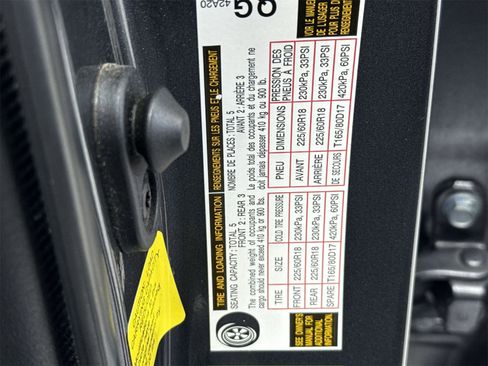 TIRE AND LOADING INFORMATION
RENSEIGNEMENTS SUR LES PNEUS ET LE CHARGEMENT
SEATING CAPACITY: TOTAL 5
FRONT 2: REAR 3
NOMBRE DE PLACES: TOTAL 5
AVANT 2: ARRIÈRE 3
The combined weight of occupants and
cargo should never exceed 410 kg or 900 lbs.
Le poids total des occupants et du chargement ne
doit jamais dépasser 410 kg ou 900 lb.
TIRE SIZE COLD TIRE PRESSURE
FRONT 225/60R18 230kPa, 33PSI
REAR 225/60R18 230kPa, 33PSI
SPARE T165/80D17 420kPa, 60PSI
PNEU DIMENSIONS PRESSION DES PNEUS À FROID
AVANT 225/60R18 230kPa, 33PSI
ARRIÈRE 225/60R18 230kPa, 33PSI
DE SECOURS T165/80D17 420kPa, 60PSI
SEE OWNER'S
MANUAL FOR
ADDITIONAL
INFORMATION
VOIR LE MANUEL
DE L'USAGER
POUR PLUS DE
RENSEIGNEMENTS
QG
42A20